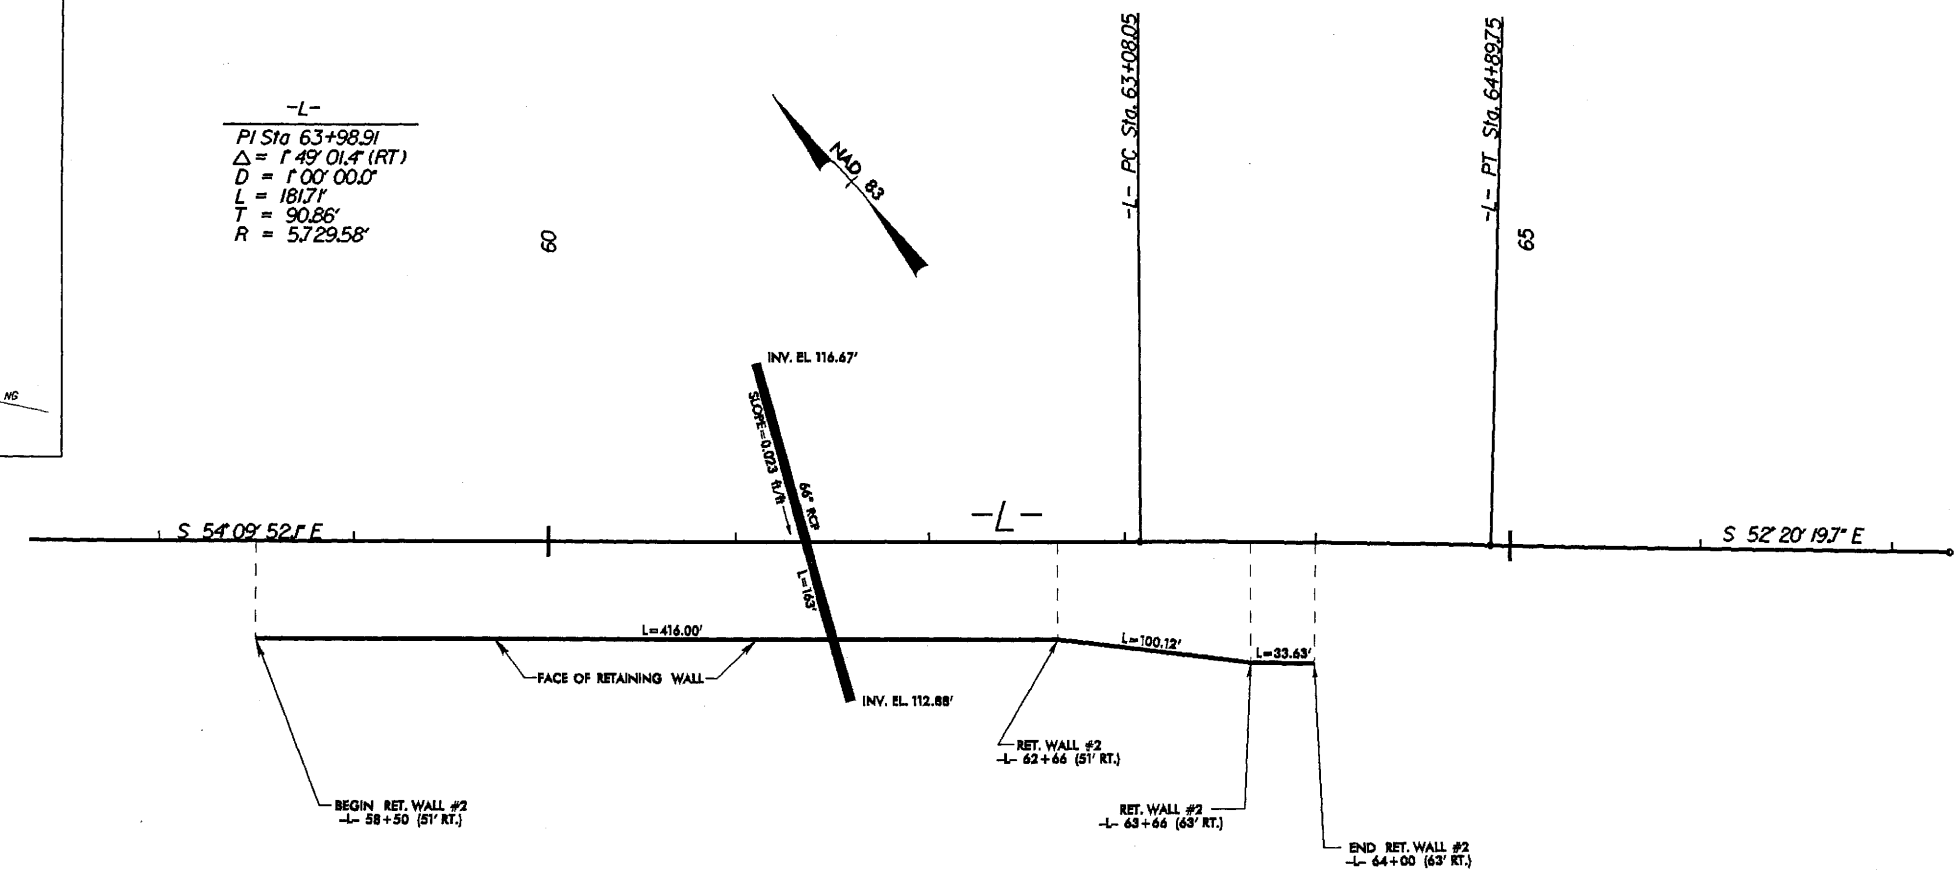 -L-
PI Sta 63+98.91
Δ = 1° 49' 01.4" (RT)
D = 1° 00' 00.0"
L = 181.71'
T = 90.86'
R = 5,729.58'
NAD 83
-L- PC Sta. 63+08.05
-L- PT Sta. 64+89.75
60
65
NG
INV. EL. 116.67'
SLOPE=0.023 ft/ft
66" RCP
L=163'
INV. EL. 112.88'
-L-
S 54° 09' 52.1" E
S 52° 20' 19.7" E
L=416.00'
L=100.12'
L=33.63'
FACE OF RETAINING WALL
RET. WALL #2
-L- 62+66 (51' RT.)
BEGIN RET. WALL #2
-L- 58+50 (51' RT.)
RET. WALL #2
-L- 63+66 (63' RT.)
END RET. WALL #2
-L- 64+00 (63' RT.)